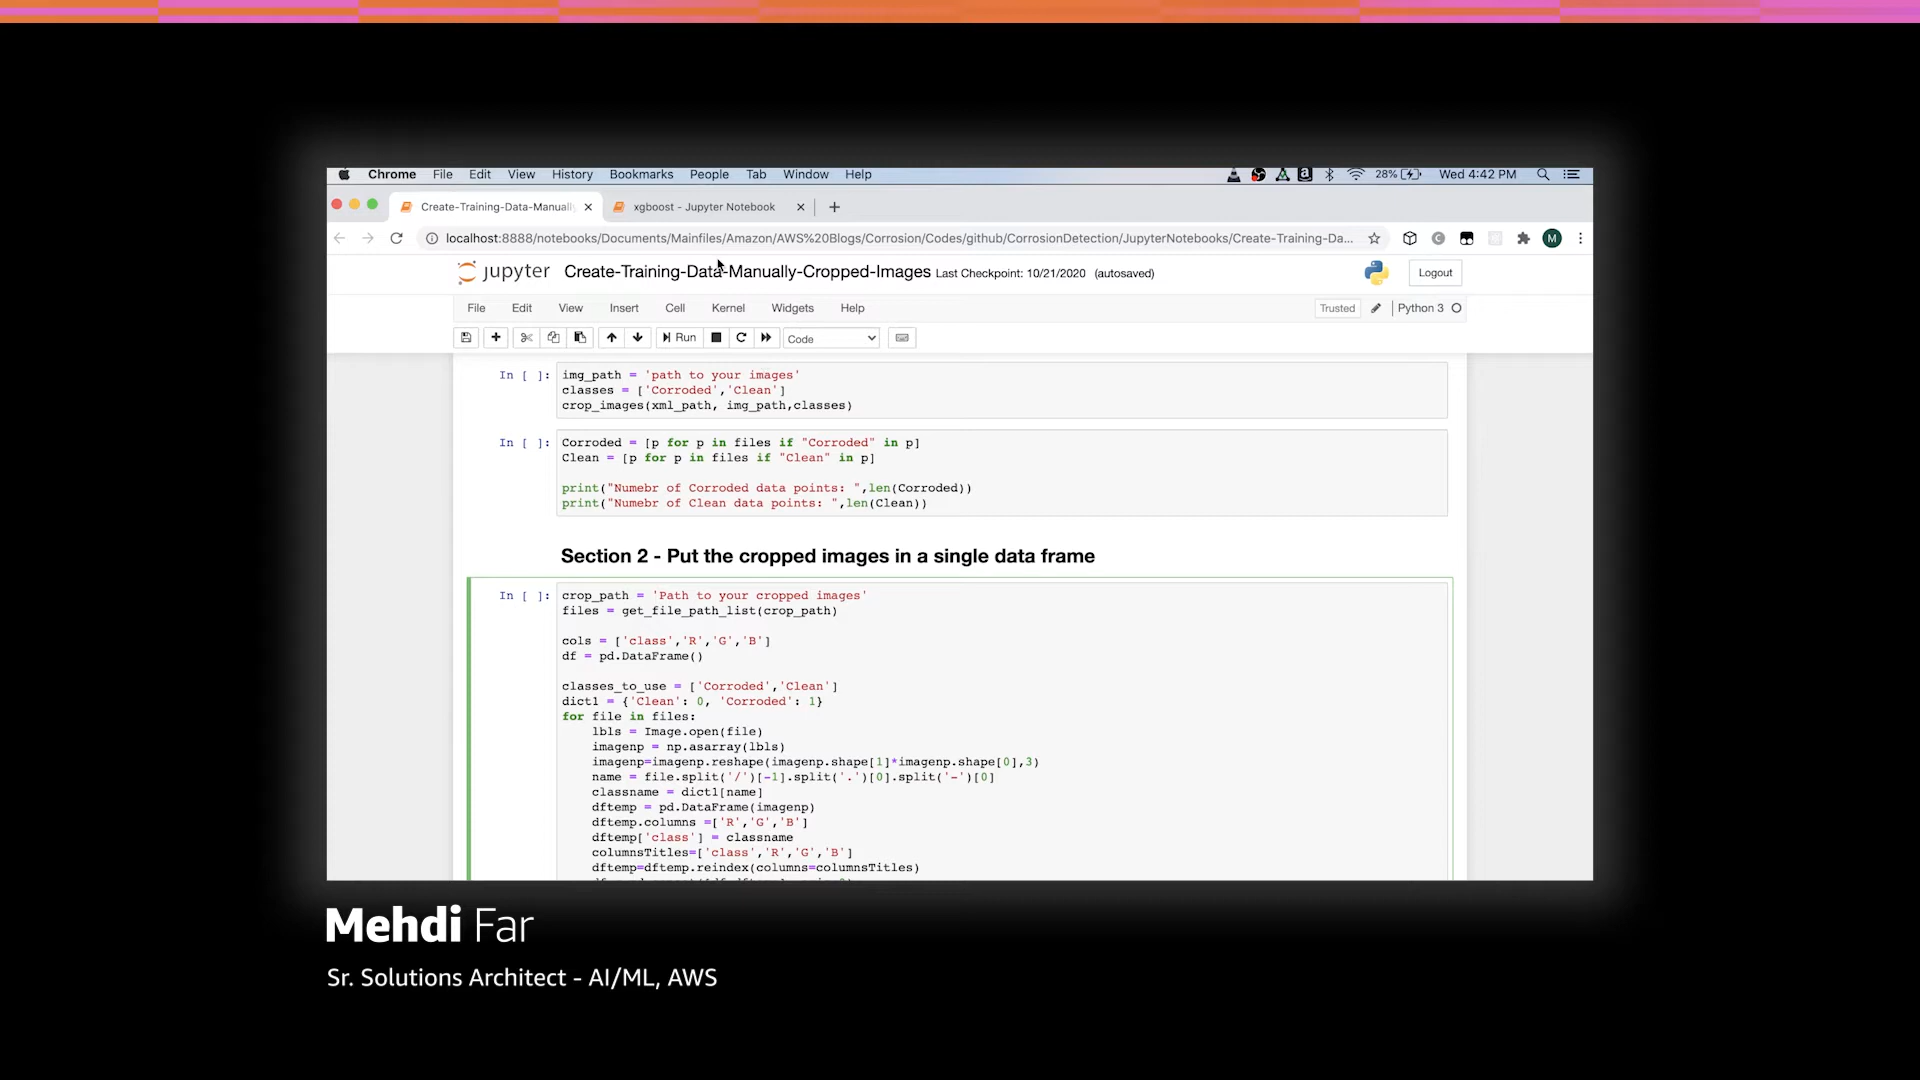 Chrome File Edit View History Bookmarks People Tab Window Help 28% Wed 4:42 PM
Create-Training-Data-Manuall xgboost - Jupyter Notebook
localhost:8888/notebooks/Documents/Mainfiles/Amazon/AWS%20Blogs/Corrosion/Codes/github/CorrosionDetection/JupyterNotebooks/Create-Training-Da... M
jupyter Create-Training-Data-Manually-Cropped-Images Last Checkpoint: 10/21/2020 (autosaved) Logout
File Edit View Insert Cell Kernel Widgets Help Trusted Python 3
Run Code
In [ ]: img_path = 'path to your images'
classes = ['Corroded','Clean']
crop_images(xml_path, img_path,classes)
In [ ]: Corroded = [p for p in files if "Corroded" in p]
Clean = [p for p in files if "Clean" in p]
print("Numebr of Corroded data points: ",len(Corroded))
print("Numebr of Clean data points: ",len(Clean))
Section 2 - Put the cropped images in a single data frame
In [ ]: crop_path = 'Path to your cropped images'
files = get_file_path_list(crop_path)
cols = ['class','R','G','B']
df = pd.DataFrame()
classes_to_use = ['Corroded','Clean']
dict1 = {'Clean': 0, 'Corroded': 1}
for file in files:
lbls = Image.open(file)
imagenp = np.asarray(lbls)
imagenp=imagenp.reshape(imagenp.shape[1]*imagenp.shape[0],3)
name = file.split('/')[-1].split('.')[0].split('-')[0]
classname = dict1[name]
dftemp = pd.DataFrame(imagenp)
dftemp.columns =['R','G','B']
dftemp['class'] = classname
columnsTitles=['class','R','G','B']
dftemp=dftemp.reindex(columns=columnsTitles)
Mehdi Far
Sr. Solutions Architect - AI/ML, AWS